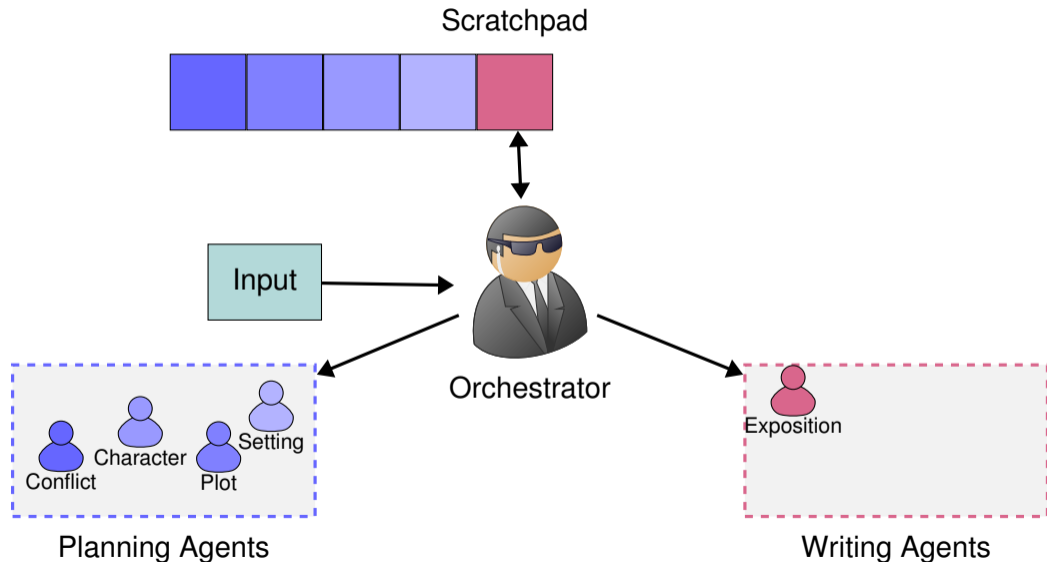 Scratchpad
Input
Orchestrator
Setting
Character
Conflict
Plot
Exposition
Planning Agents
Writing Agents